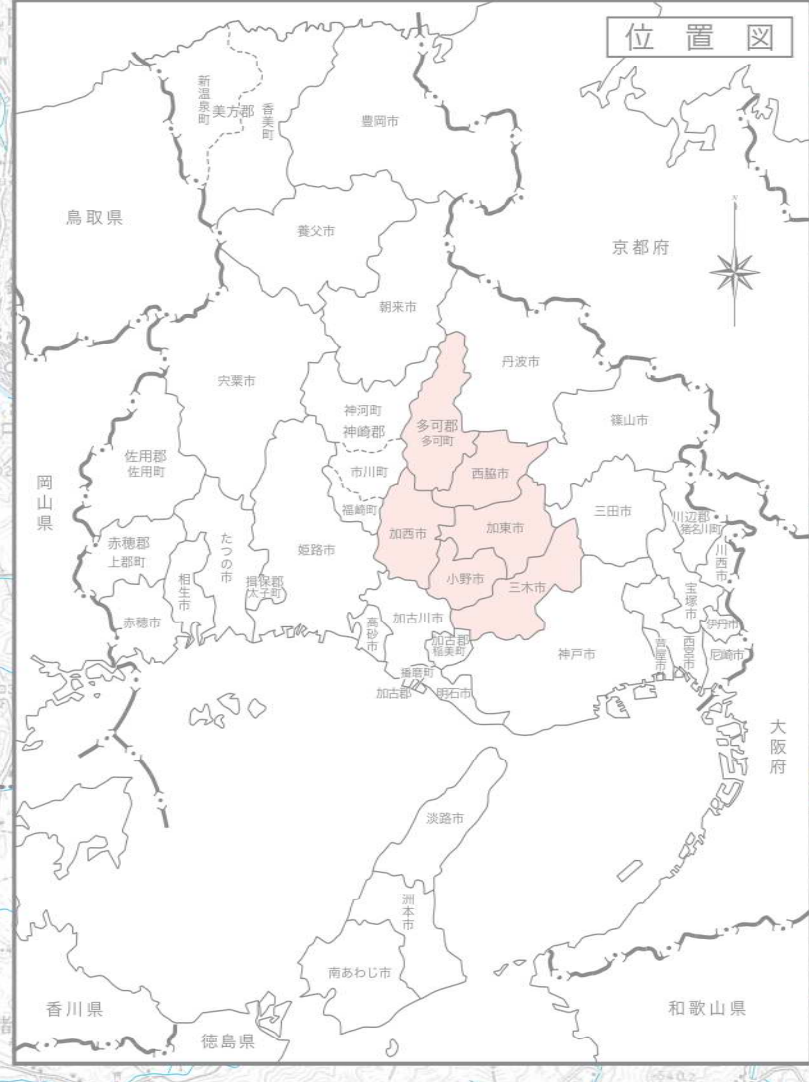 位置図
新温泉町
美方郡
香美町
豊岡市
鳥取県
養父市
京都府
朝来市
丹波市
宍粟市
神河町
神崎郡
多可郡
多可町
篠山市
佐用郡
佐用町
市川町
西脇市
岡山県
福崎町
加西市
加東市
三田市
川辺郡
猪名川町
川西市
赤穂郡
上郡町
たつの市
姫路市
相生市
揖保郡
太子町
小野市
三木市
宝塚市
伊丹市
赤穂市
高砂市
加古川市
加古郡
稲美町
神戸市
芦屋市
西宮市
尼崎市
播磨町
加古郡
明石市
大阪府
淡路市
洲本市
南あわじ市
香川県
徳島県
和歌山県